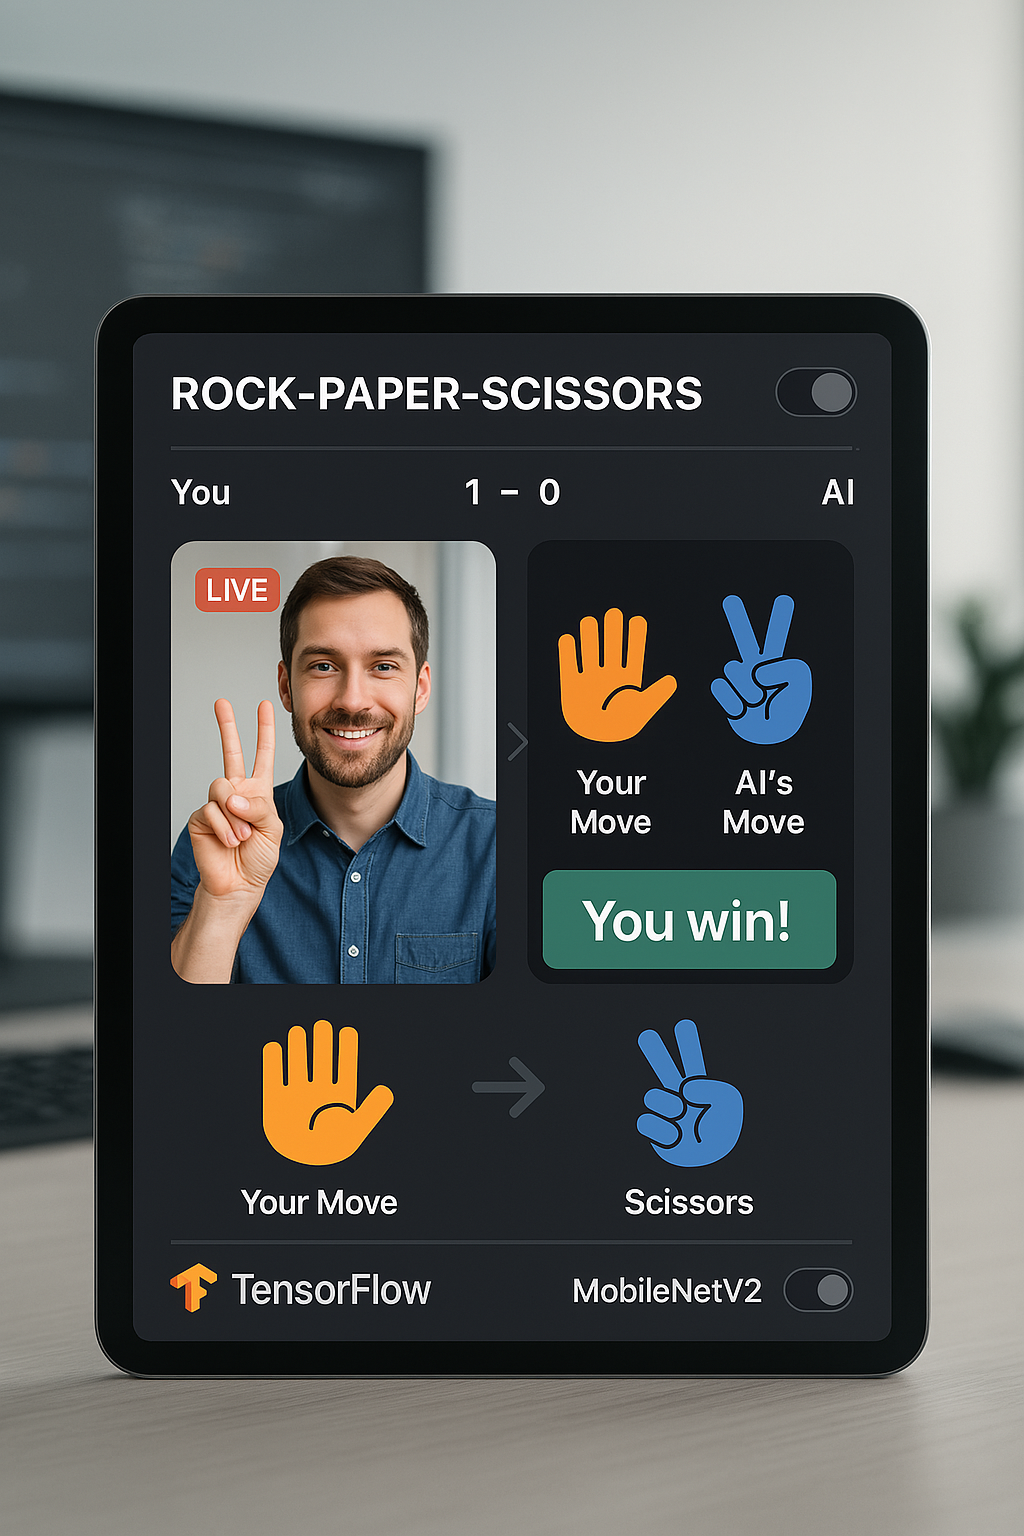 ROCK-PAPER-SCISSORS
You 1 – 0 AI
LIVE
Your
Move
AI's
Move
You win!
Your Move
Scissors
TensorFlow
MobileNetV2